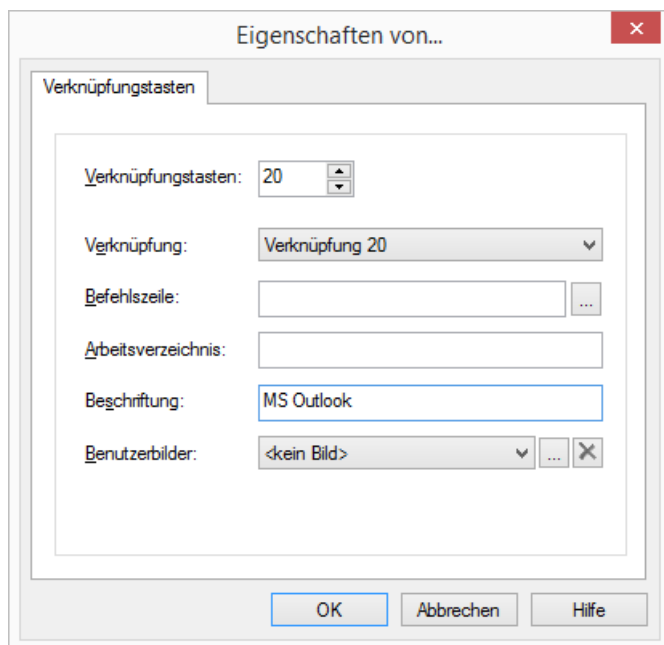 Eigenschaften von...
Verknüpfungstasten
Verknüpfungstasten: 20
Verknüpfung: Verknüpfung 20
Befehlszeile: ...
Arbeitsverzeichnis:
Beschriftung: MS Outlook
Benutzerbilder: <kein Bild> ...
OK Abbrechen Hilfe